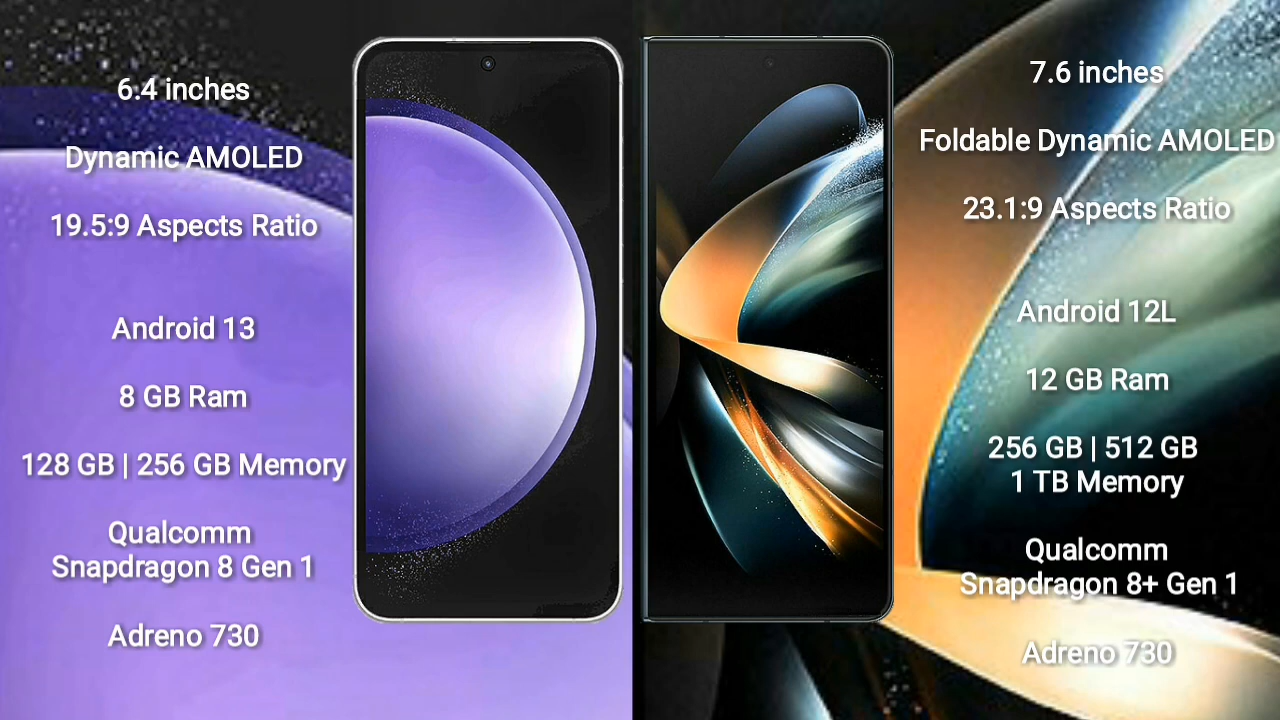 6.4 inches
Dynamic AMOLED
19.5:9 Aspects Ratio
Android 13
8 GB Ram
128 GB | 256 GB Memory
Qualcomm
Snapdragon 8 Gen 1
Adreno 730
7.6 inches
Foldable Dynamic AMOLED
23.1:9 Aspects Ratio
Android 12L
12 GB Ram
256 GB | 512 GB
1 TB Memory
Qualcomm
Snapdragon 8+ Gen 1
Adreno 730